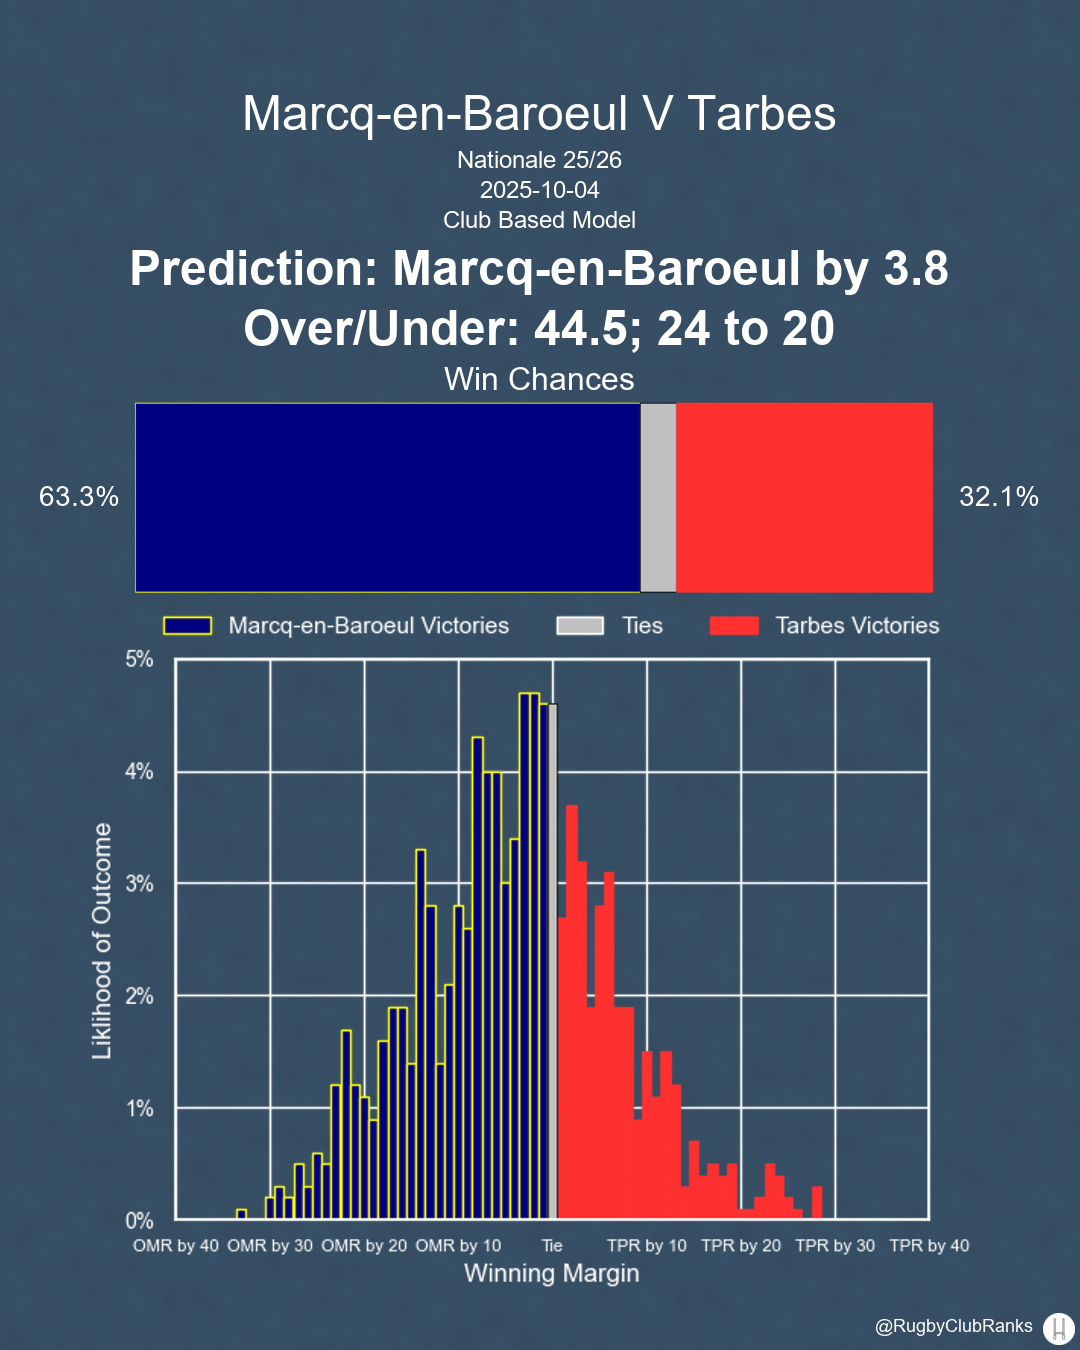 Marcq-en-Baroeul V Tarbes
Nationale 25/26
2025-10-04
Club Based Model
Prediction: Marcq-en-Baroeul by 3.8
Over/Under: 44.5; 24 to 20
Win Chances
63.3%
32.1%
Marcq-en-Baroeul Victories
Ties
Tarbes Victories
5%
4%
3%
2%
1%
0%
Liklihood of Outcome
OMR by 40
OMR by 30
OMR by 20
OMR by 10
Tie
TPR by 10
TPR by 20
TPR by 30
TPR by 40
Winning Margin
@RugbyClubRanks